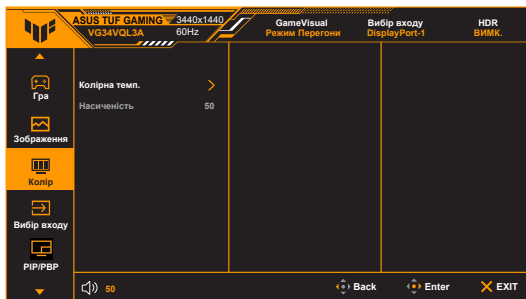 ASUS TUF GAMING 3440x1440 GameVisual Вибір входу HDR
VG34VQL3A 60Hz Режим Перегони DisplayPort-1 ВИМК.
Гра
Зображення
Колір
Вибір входу
PIP/PBP
Колірна темп.
Насиченість 50
50 Back Enter EXIT